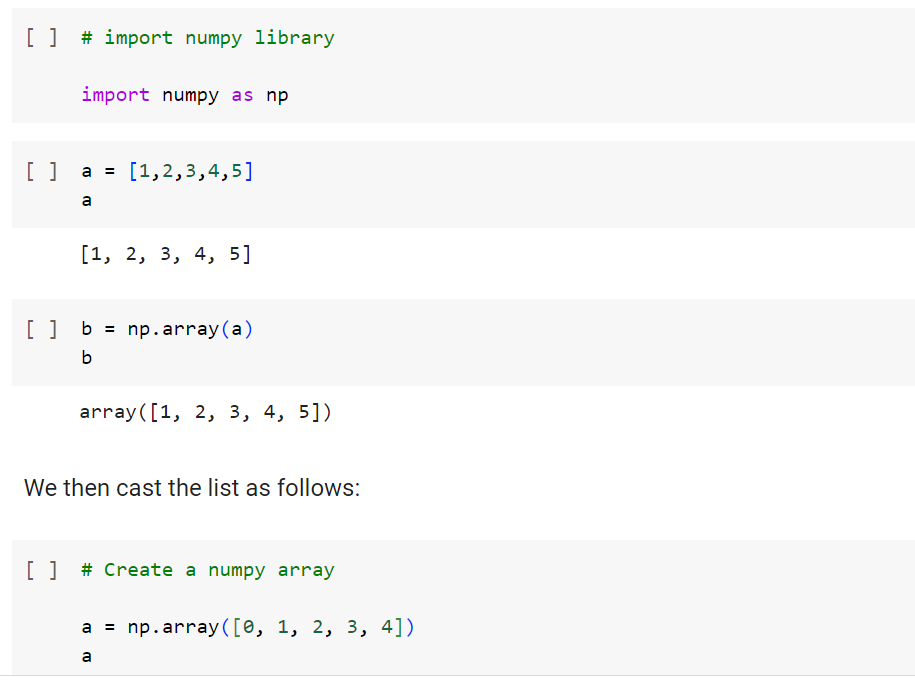 [ ] # import numpy library
import numpy as np
[ ] a = [1,2,3,4,5]
a
[1, 2, 3, 4, 5]
[ ] b = np.array(a)
b
array([1, 2, 3, 4, 5])
We then cast the list as follows:
[ ] # Create a numpy array
a = np.array([0, 1, 2, 3, 4])
a